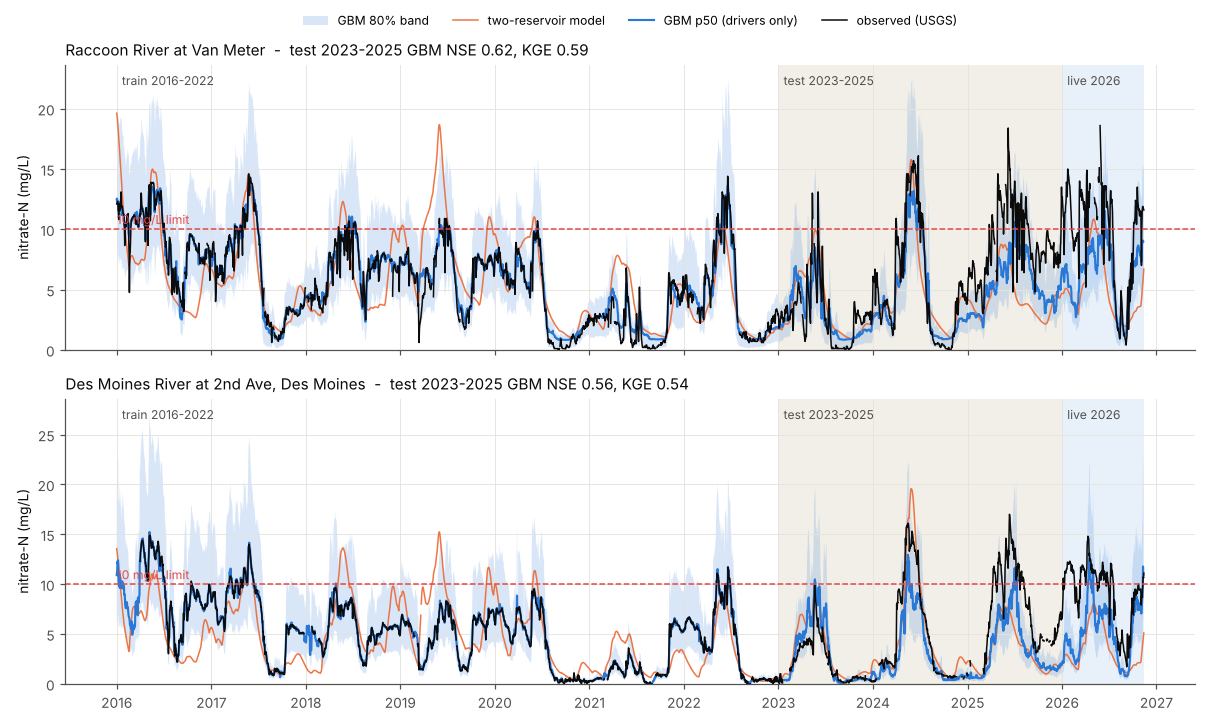 GBM 80% band two-reservoir model GBM p50 (drivers only) observed (USGS)
Raccoon River at Van Meter - test 2023-2025 GBM NSE 0.62, KGE 0.59
train 2016-2022 test 2023-2025 live 2026
nitrate-N (mg/L)
20
15
10
5
0
mg/L limit
Des Moines River at 2nd Ave, Des Moines - test 2023-2025 GBM NSE 0.56, KGE 0.54
train 2016-2022 test 2023-2025 live 2026
nitrate-N (mg/L)
25
20
15
10
5
0
mg/L limit
2016 2017 2018 2019 2020 2021 2022 2023 2024 2025 2026 2027